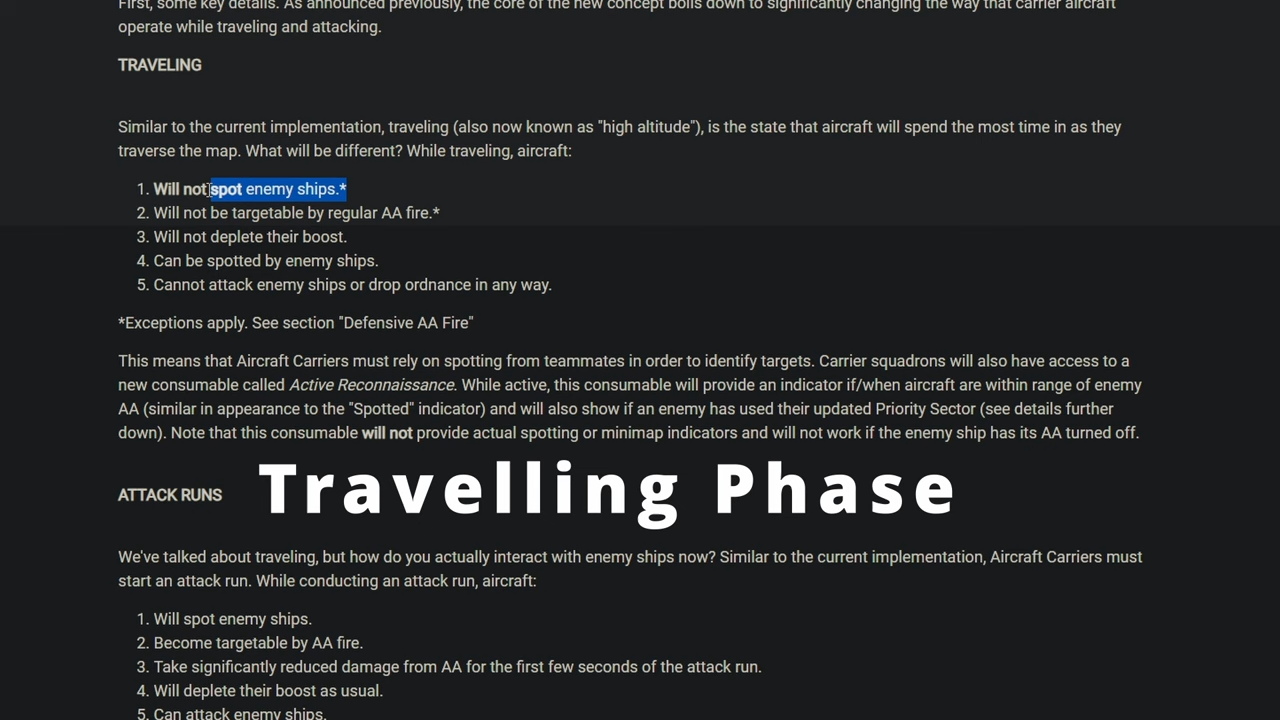 First, some key details. As announced previously, the core of the new concept boils down to significantly changing the way that carrier aircraft
operate while traveling and attacking.
TRAVELING
Similar to the current implementation, traveling (also now known as "high altitude"), is the state that aircraft will spend the most time in as they
traverse the map. What will be different? While traveling, aircraft:
1. Will not spot enemy ships.*
2. Will not be targetable by regular AA fire.*
3. Will not deplete their boost.
4. Can be spotted by enemy ships.
5. Cannot attack enemy ships or drop ordnance in any way.
*Exceptions apply. See section "Defensive AA Fire"
This means that Aircraft Carriers must rely on spotting from teammates in order to identify targets. Carrier squadrons will also have access to a
new consumable called Active Reconnaissance. While active, this consumable will provide an indicator if/when aircraft are within range of enemy
AA (similar in appearance to the "Spotted" indicator) and will also show if an enemy has used their updated Priority Sector (see details further
down). Note that this consumable will not provide actual spotting or minimap indicators and will not work if the enemy ship has its AA turned off.
ATTACK RUNS
Travelling Phase
We've talked about traveling, but how do you actually interact with enemy ships now? Similar to the current implementation, Aircraft Carriers must
start an attack run. While conducting an attack run, aircraft:
1. Will spot enemy ships.
2. Become targetable by AA fire.
3. Take significantly reduced damage from AA for the first few seconds of the attack run.
4. Will deplete their boost as usual.
5. Can attack enemy ships.